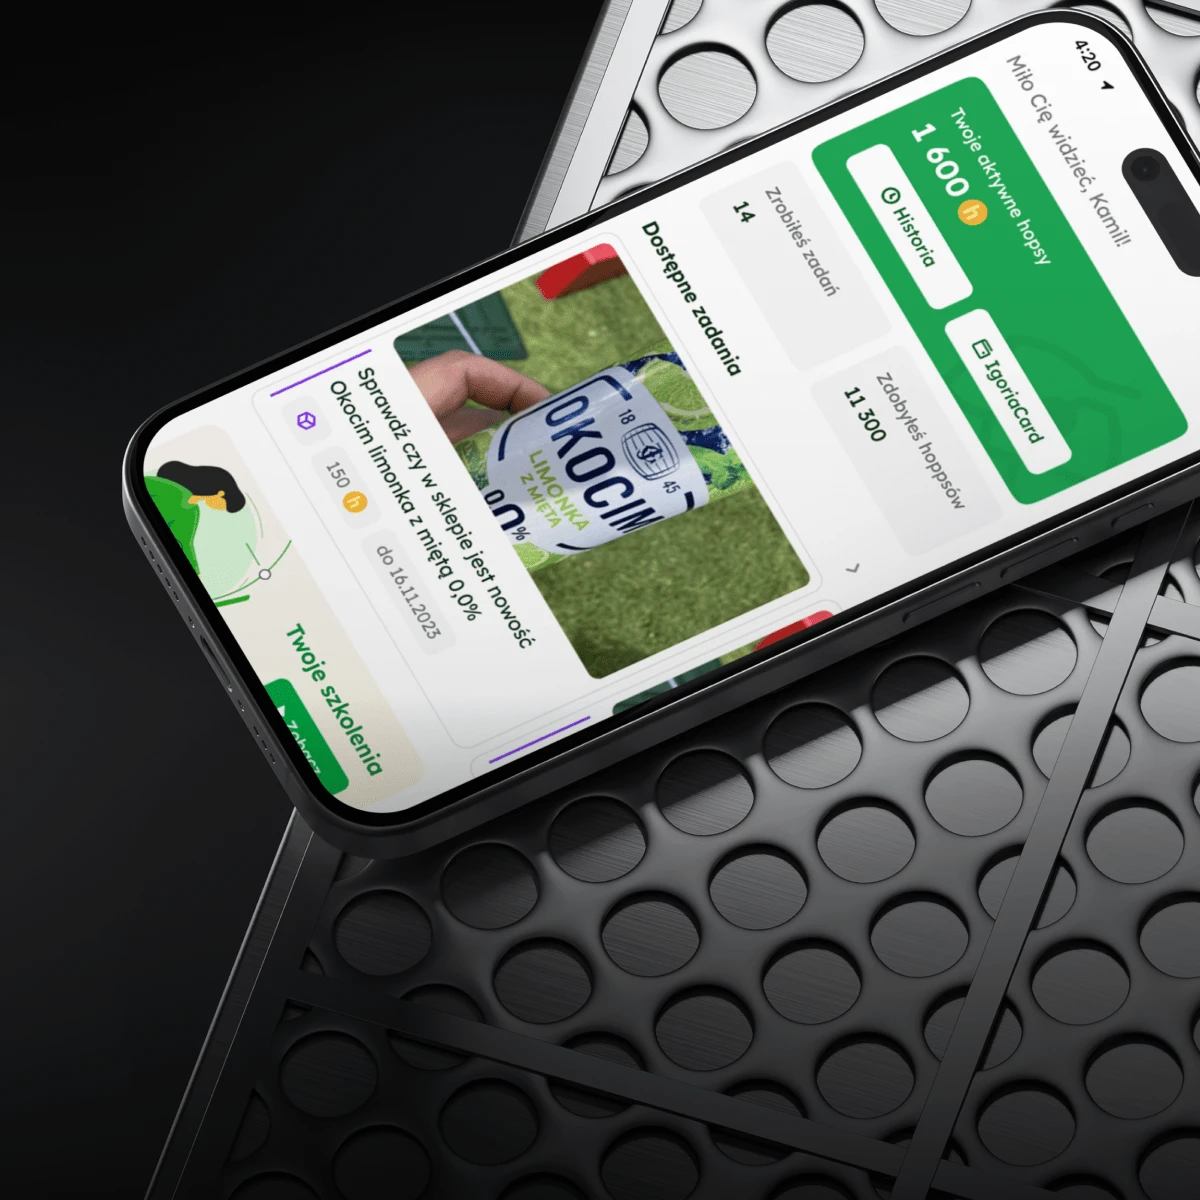 4:20
Miło Cię widzieć, Kamil!
Twoje aktywne hopsy
1 600 h
Historia
IgoriaCard
Zrobiłeś zadań
14
Zdobyłeś hoppsów
11 300
Dostępne zadania
18 45
OKOCIM
LIMONKA
Z MIĘTĄ
0,0%
Sprawdź czy w sklepie jest nowość
Okocim limonka z miętą 0,0%
150 h
do 16.11.2023
Twoje szkolenia
Zobacz